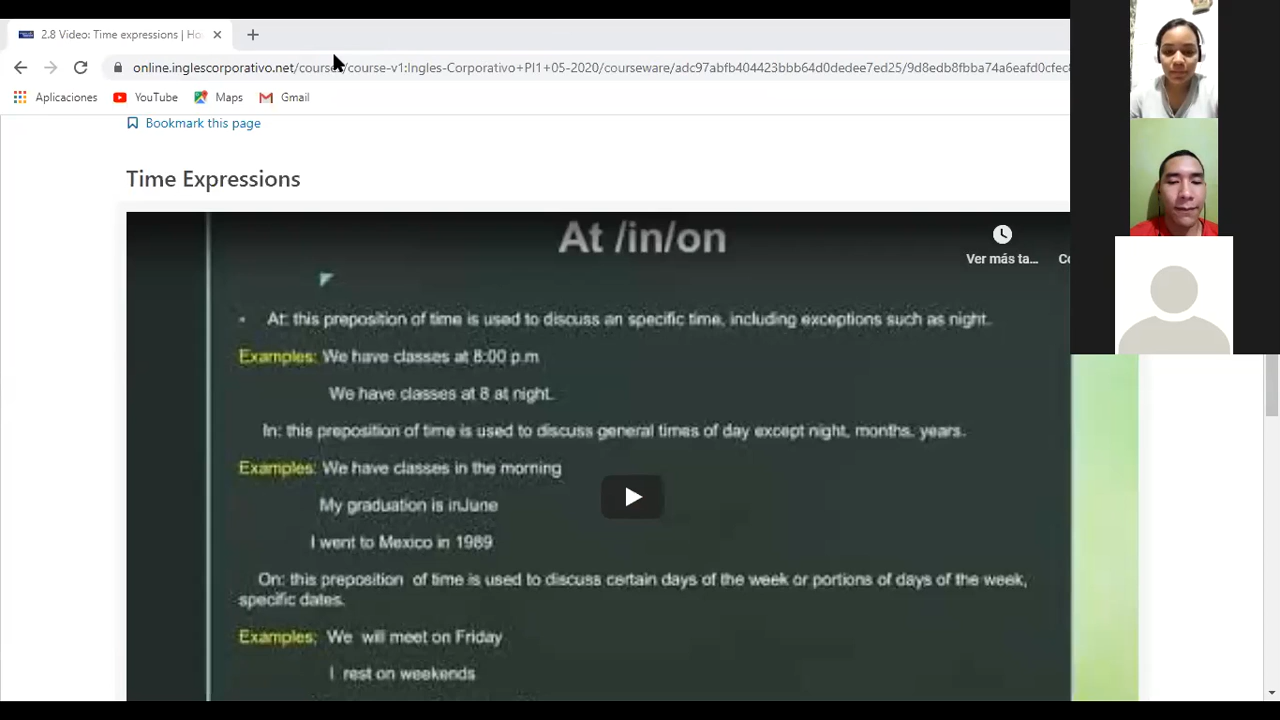 2.8 Video: Time expressions | Ho
online.inglescorporativo.net/courses/course-v1:Ingles-Corporativo+PI1+05-2020/courseware/adc97abfb404423bbb64d0dedee7ed25/9d8edb8fbba74a6eafd0cfec
Aplicaciones YouTube Maps Gmail
Bookmark this page
Time Expressions
At /in/on
Ver más ta...
- At: this preposition of time is used to discuss an specific time, including exceptions such as night.
Examples: We have classes at 8:00 p.m
We have classes at 8 at night.
In: this preposition of time is used to discuss general times of day except night, months, years.
Examples: We have classes in the morning
My graduation is inJune
I went to Mexico in 1989
On: this preposition of time is used to discuss certain days of the week or portions of days of the week,
specific dates.
Examples: We will meet on Friday
I rest on weekends